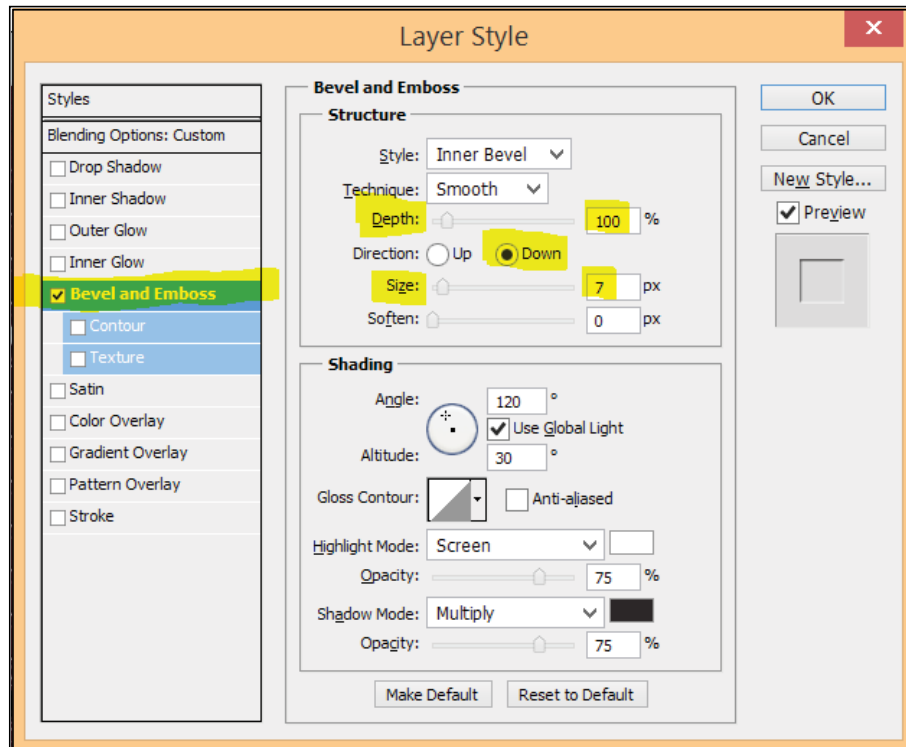 Layer Style
x
Styles
Blending Options: Custom
Drop Shadow
Inner Shadow
Outer Glow
Inner Glow
Bevel and Emboss
Contour
Texture
Satin
Color Overlay
Gradient Overlay
Pattern Overlay
Stroke
Bevel and Emboss
Structure
Style: Inner Bevel
Technique: Smooth
Depth: 100 %
Direction: Up Down
Size: 7 px
Soften: 0 px
Shading
Angle: 120 °
Use Global Light
Altitude: 30 °
Gloss Contour: Anti-aliased
Highlight Mode: Screen
Opacity: 75 %
Shadow Mode: Multiply
Opacity: 75 %
Make Default Reset to Default
OK
Cancel
New Style...
Preview